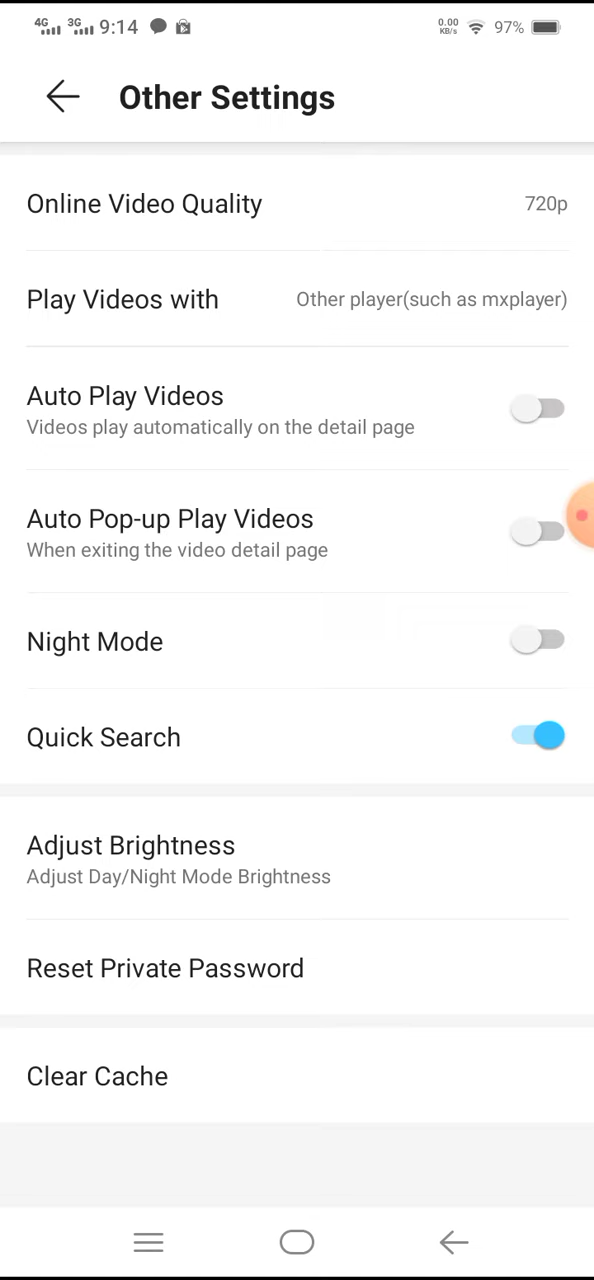 4G 3G 9:14 0.00 KB/s 97%
Other Settings
Online Video Quality 720p
Play Videos with Other player(such as mxplayer)
Auto Play Videos
Videos play automatically on the detail page
Auto Pop-up Play Videos
When exiting the video detail page
Night Mode
Quick Search
Adjust Brightness
Adjust Day/Night Mode Brightness
Reset Private Password
Clear Cache